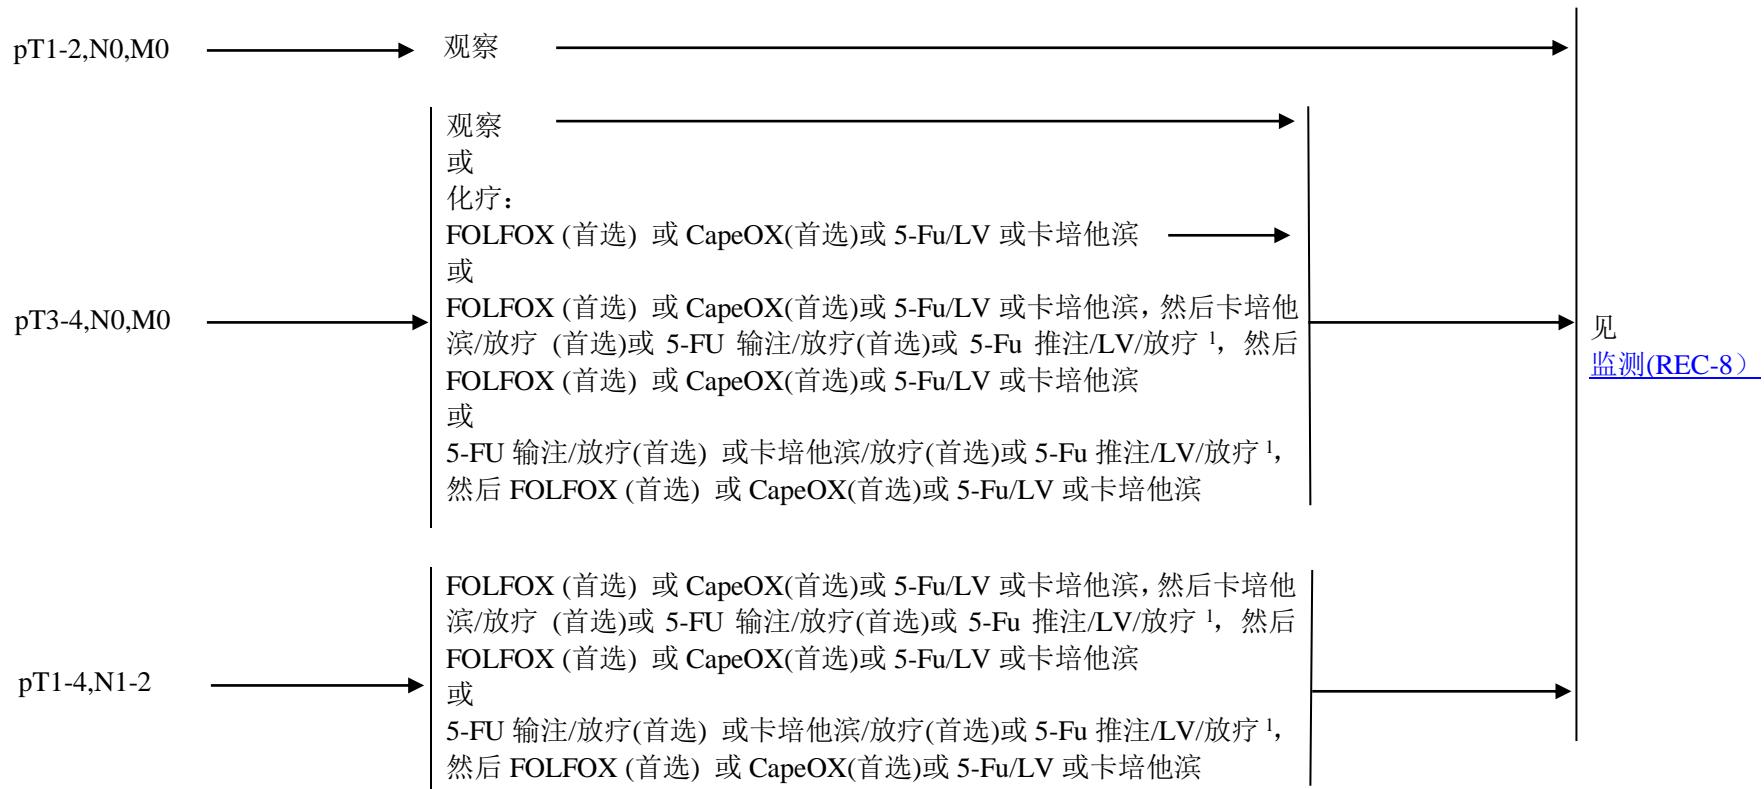 pT1-2,N0,M0
观察
pT3-4,N0,M0
观察
或
化疗：
FOLFOX (首选) 或 CapeOX(首选)或 5-Fu/LV 或卡培他滨
或
FOLFOX (首选) 或 CapeOX(首选)或 5-Fu/LV 或卡培他滨，然后卡培他
滨/放疗 (首选)或 5-FU 输注/放疗(首选)或 5-Fu 推注/LV/放疗 l，然后
FOLFOX (首选) 或 CapeOX(首选)或 5-Fu/LV 或卡培他滨
或
5-FU 输注/放疗(首选) 或卡培他滨/放疗(首选)或 5-Fu 推注/LV/放疗 l，
然后 FOLFOX (首选) 或 CapeOX(首选)或 5-Fu/LV 或卡培他滨
pT1-4,N1-2
FOLFOX (首选) 或 CapeOX(首选)或 5-Fu/LV 或卡培他滨，然后卡培他
滨/放疗 (首选)或 5-FU 输注/放疗(首选)或 5-Fu 推注/LV/放疗 l，然后
FOLFOX (首选) 或 CapeOX(首选)或 5-Fu/LV 或卡培他滨
或
5-FU 输注/放疗(首选) 或卡培他滨/放疗(首选)或 5-Fu 推注/LV/放疗 l，
然后 FOLFOX (首选) 或 CapeOX(首选)或 5-Fu/LV 或卡培他滨
见
监测(REC-8）